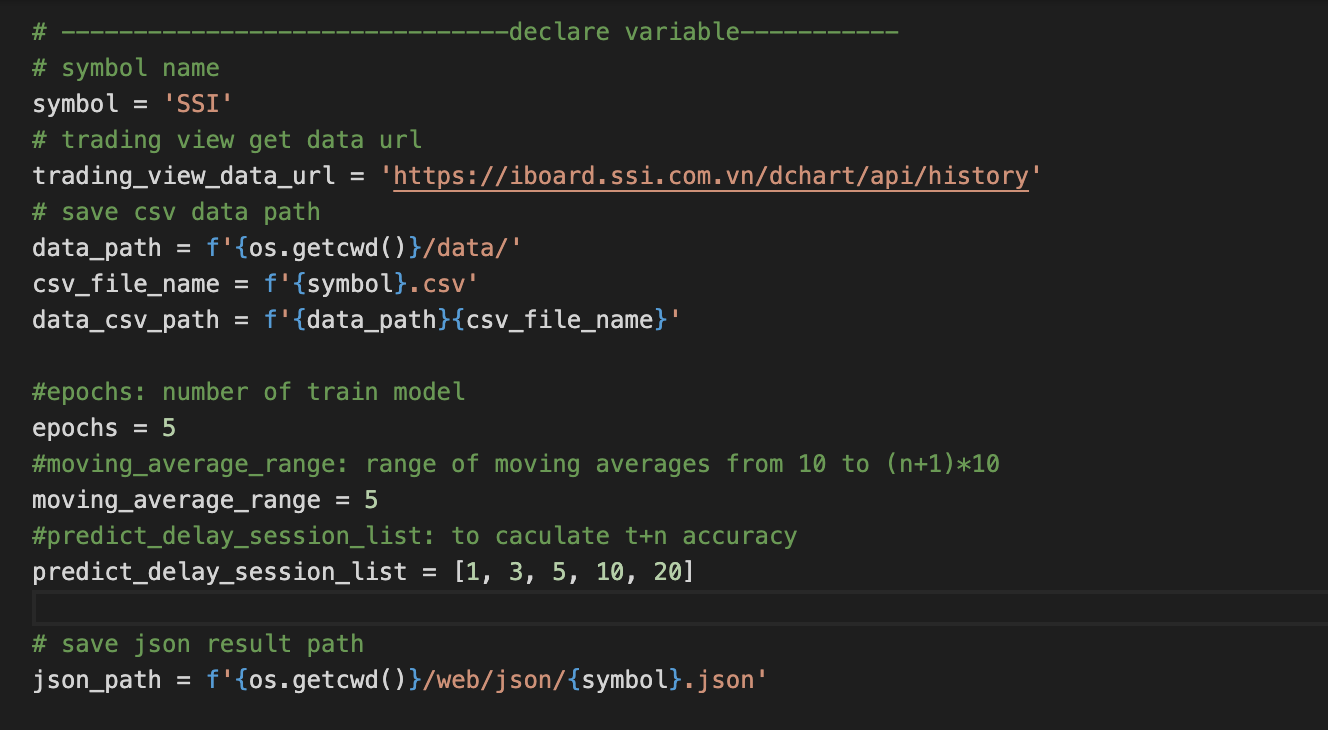 # -------------------------------declare variable-----------
# symbol name
symbol = 'SSI'
# trading view get data url
trading_view_data_url = 'https://iboard.ssi.com.vn/dchart/api/history'
# save csv data path
data_path = f'{os.getcwd()}/data/'
csv_file_name = f'{symbol}.csv'
data_csv_path = f'{data_path}{csv_file_name}'
#epochs: number of train model
epochs = 5
#moving_average_range: range of moving averages from 10 to (n+1)*10
moving_average_range = 5
#predict_delay_session_list: to caculate t+n accuracy
predict_delay_session_list = [1, 3, 5, 10, 20]
# save json result path
json_path = f'{os.getcwd()}/web/json/{symbol}.json'